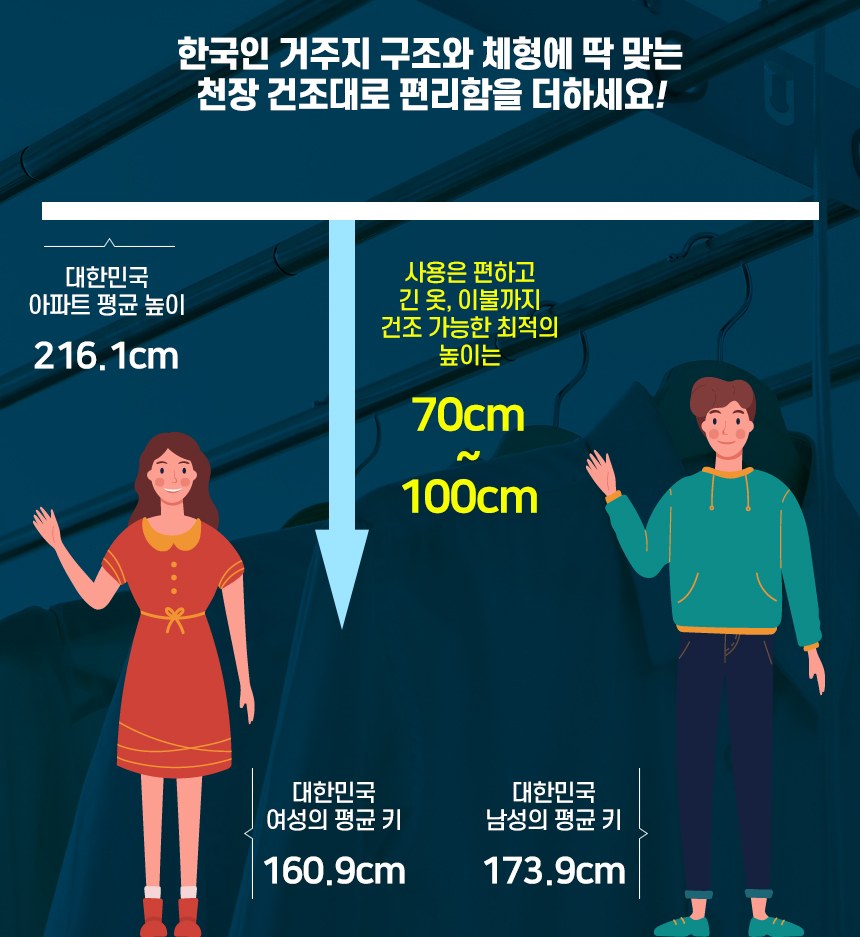 한국인 거주지 구조와 체형에 딱 맞는
천장 건조대로 편리함을 더하세요!
대한민국
아파트 평균 높이
216.1cm
사용은 편하고
긴 옷, 이불까지
건조 가능한 최적의
높이는
70cm
~
100cm
대한민국
여성의 평균 키
160.9cm
대한민국
남성의 평균 키
173.9cm